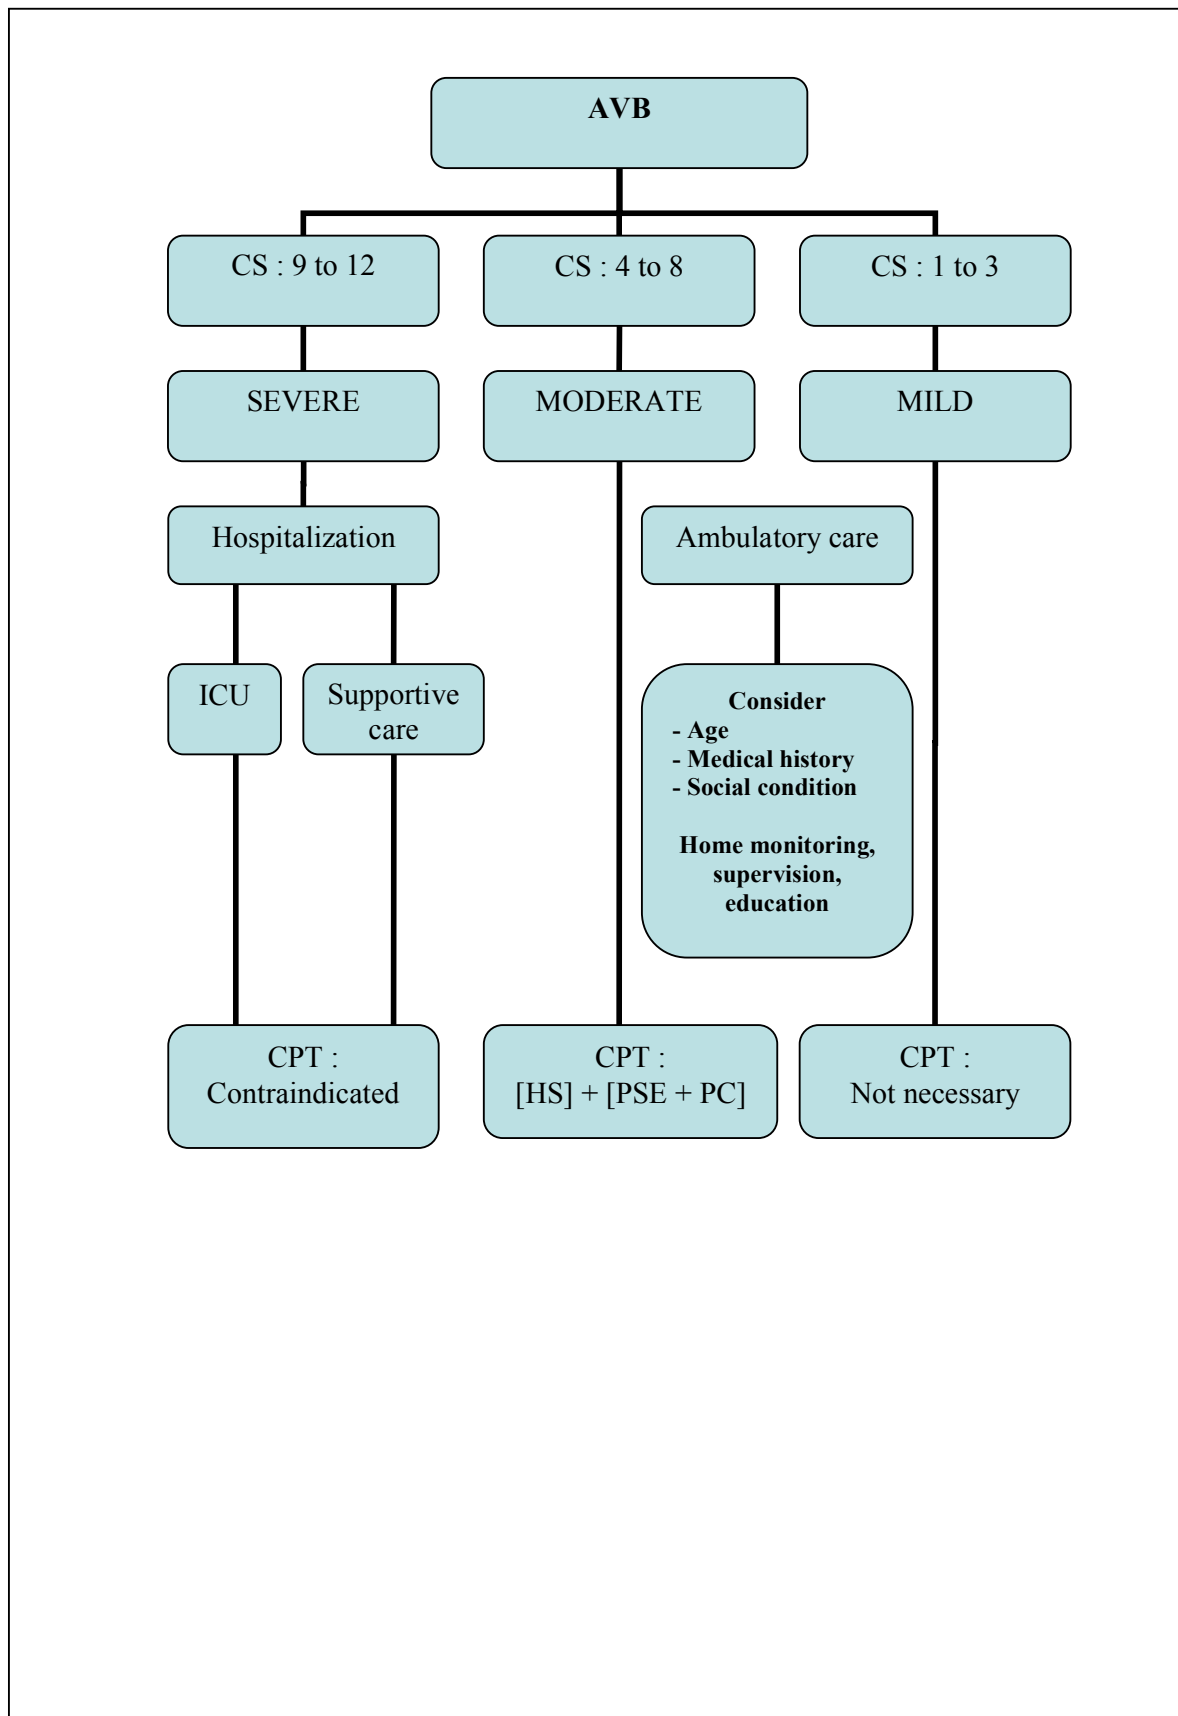 AVB
CS : 9 to 12
CS : 4 to 8
CS : 1 to 3
SEVERE
MODERATE
MILD
Hospitalization
Ambulatory care
ICU
Supportive
care
Consider
- Age
- Medical history
- Social condition
Home monitoring,
supervision,
education
CPT :
Contraindicated
CPT :
[HS] + [PSE + PC]
CPT :
Not necessary